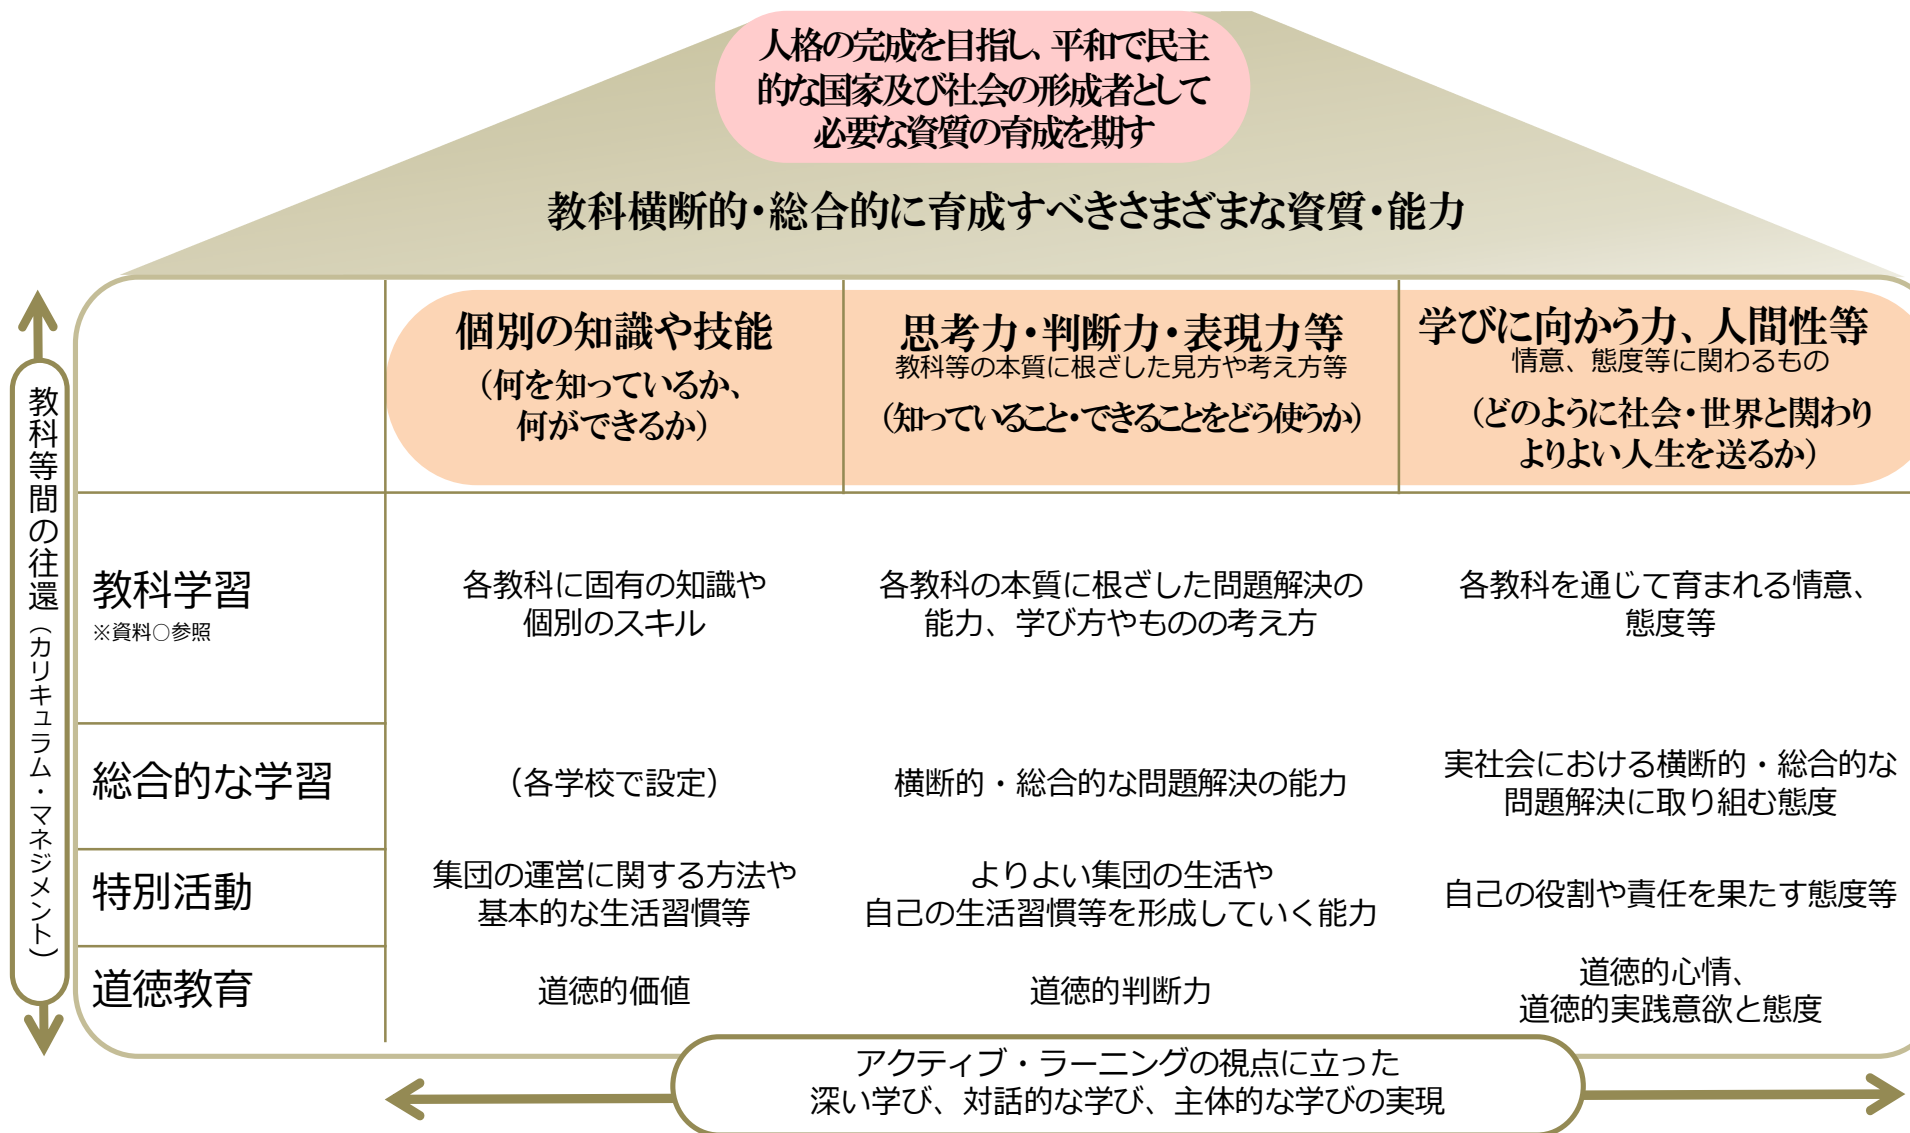 人格の完成を目指し、平和で民主
的な国家及び社会の形成者として
必要な資質の育成を期す
教科横断的・総合的に育成すべきさまざまな資質・能力
個別の知識や技能
（何を知っているか、
何ができるか）
思考力・判断力・表現力等
教科等の本質に根ざした見方や考え方等
（知っていること・できることをどう使うか）
学びに向かう力、人間性等
情意、態度等に関わるもの
（どのように社会・世界と関わり
よりよい人生を送るか）
教科等間の往還（カリキュラム・マネジメント）
教科学習
※資料○参照
各教科に固有の知識や
個別のスキル
各教科の本質に根ざした問題解決の
能力、学び方やものの考え方
各教科を通じて育まれる情意、
態度等
総合的な学習
（各学校で設定）
横断的・総合的な問題解決の能力
実社会における横断的・総合的な
問題解決に取り組む態度
特別活動
集団の運営に関する方法や
基本的な生活習慣等
よりよい集団の生活や
自己の生活習慣等を形成していく能力
自己の役割や責任を果たす態度等
道徳教育
道徳的価値
道徳的判断力
道徳的心情、
道徳的実践意欲と態度
アクティブ・ラーニングの視点に立った
深い学び、対話的な学び、主体的な学びの実現